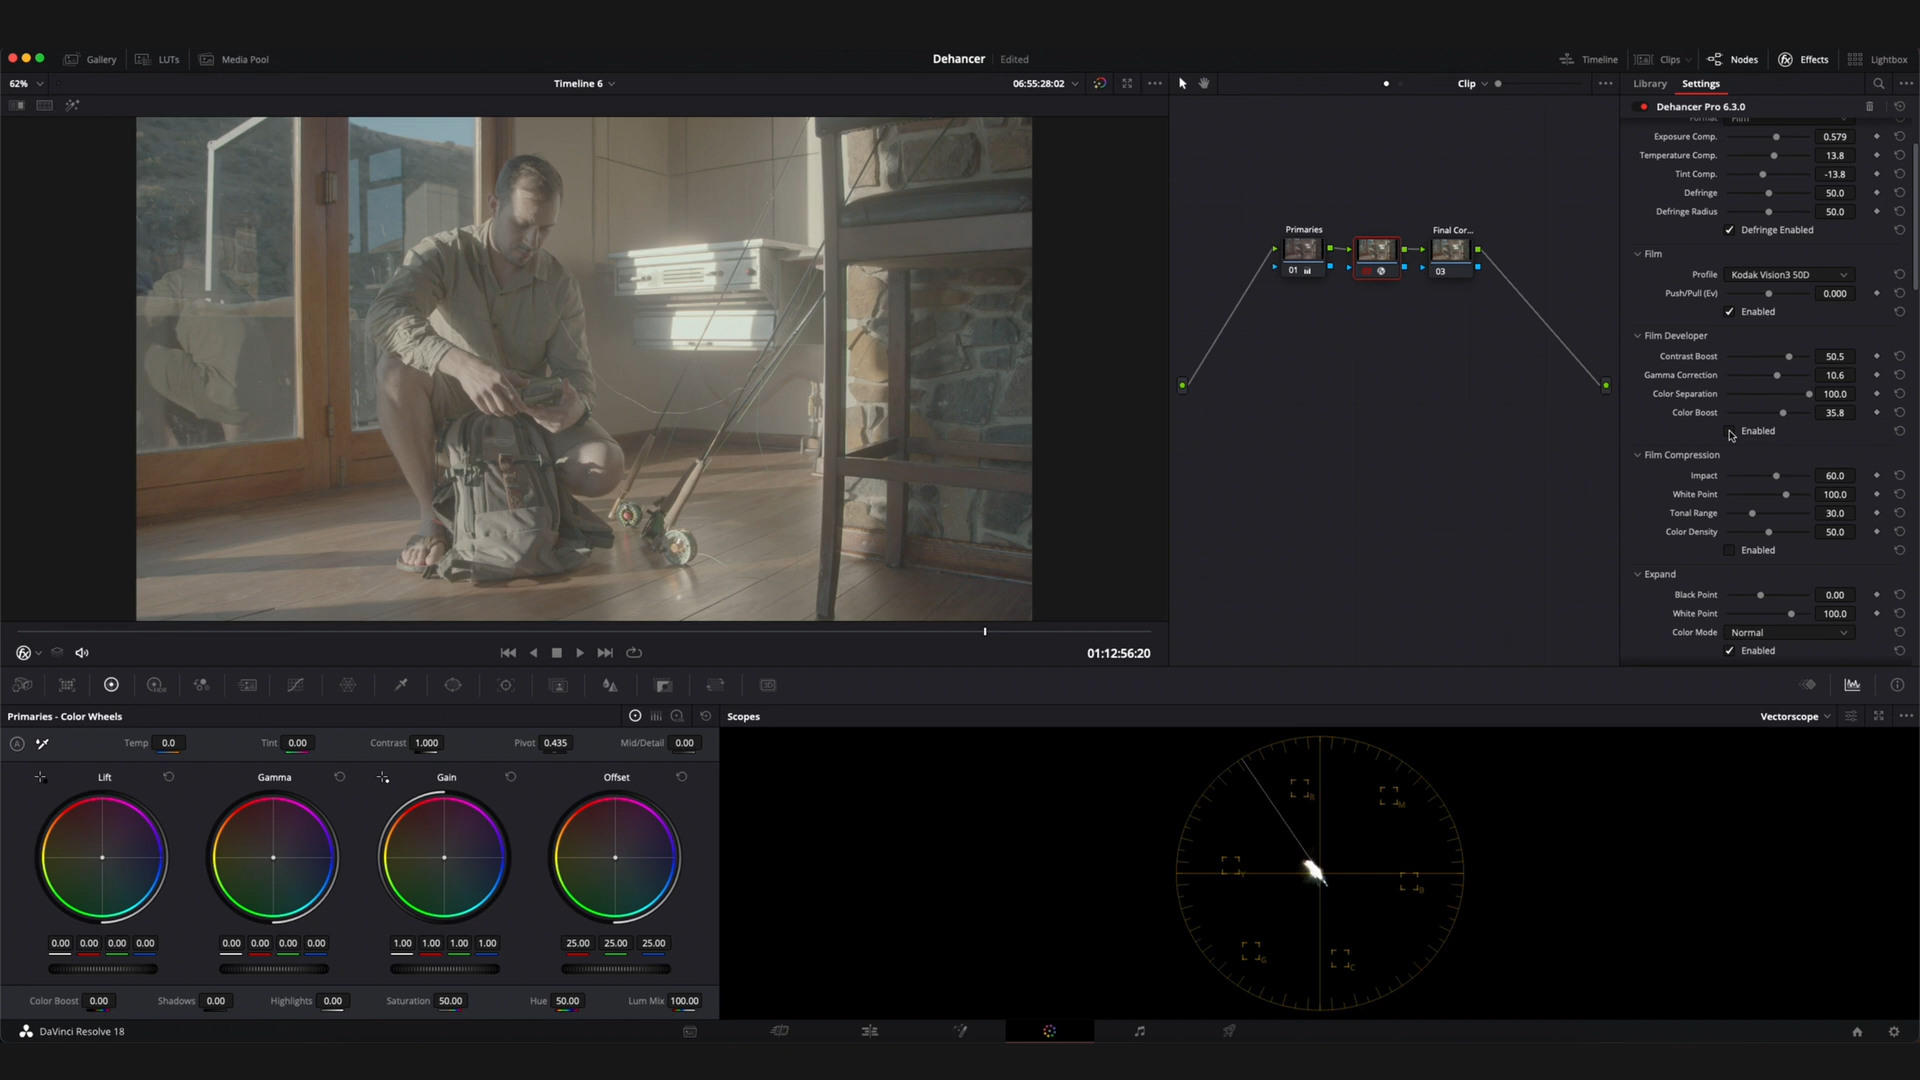 Gallery LUTs Media Pool Dehancer Edited Timeline Clips Nodes Effects Lightbox
62% Timeline 6 06:55:28:02 Clip Library Settings
Dehancer Pro 6.3.0
Exposure Comp. 0.579
Temperature Comp. 13.8
Tint Comp. -13.8
Defringe 50.0
Defringe Radius 50.0
Defringe Enabled
Film
Profile Kodak Vision3 50D
Push/Pull (Ev) 0.000
Enabled
Film Developer
Contrast Boost 50.5
Gamma Correction 10.6
Color Separation 100.0
Color Boost 35.8
Enabled
Film Compression
Impact 60.0
White Point 100.0
Tonal Range 30.0
Color Density 50.0
Enabled
Expand
Black Point 0.00
White Point 100.0
Color Mode Normal
Enabled
Primaries Final Cor...
01 03
01:12:56:20
Primaries - Color Wheels
Temp 0.0 Tint 0.00 Contrast 1.000 Pivot 0.435 Mid/Detail 0.00
Lift Gamma Gain Offset
0.00 0.00 0.00 0.00 0.00 0.00 0.00 0.00 1.00 1.00 1.00 1.00 25.00 25.00 25.00
Color Boost 0.00 Shadows 0.00 Highlights 0.00 Saturation 50.00 Hue 50.00 Lum Mix 100.00
Scopes Vectorscope
R
M
Y
B
G
C
DaVinci Resolve 18